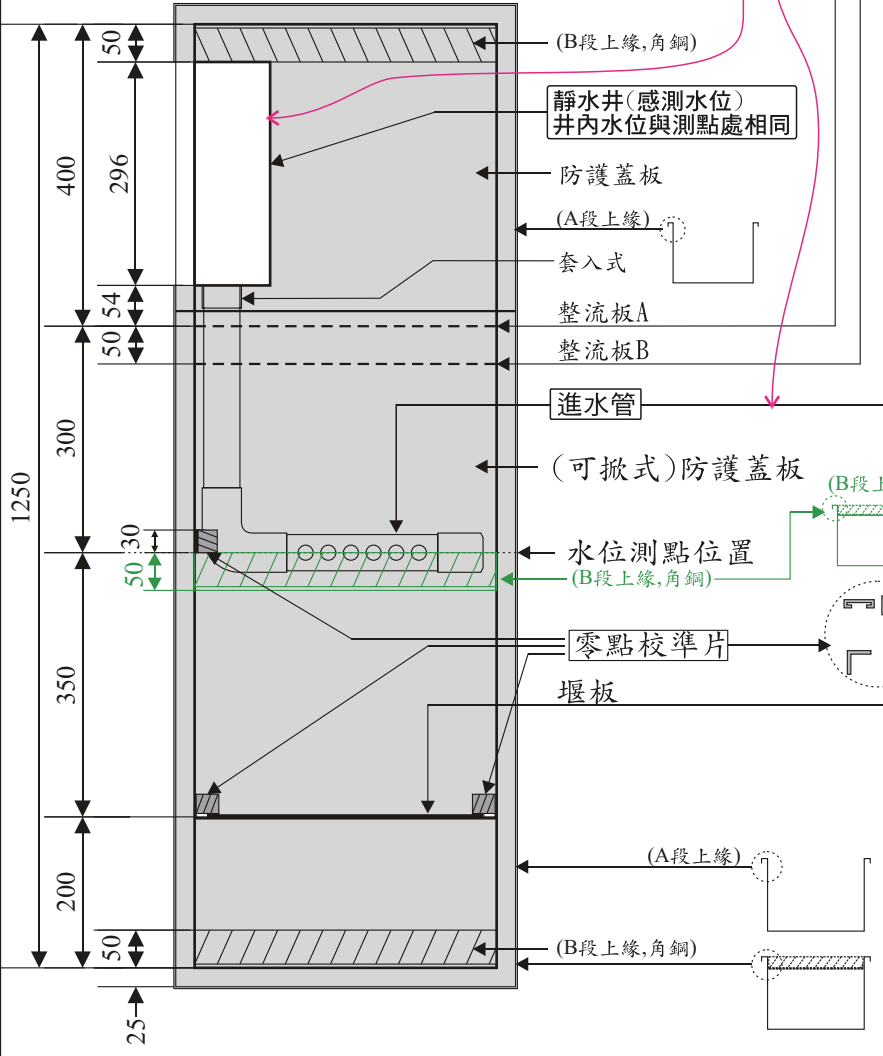 50
(B段上緣,角鋼)
靜水井(感測水位)
井內水位與測點處相同
400
296
防護蓋板
(A段上緣)
套入式
54
整流板A
50
整流板B
進水管
300
(可掀式)防護蓋板
1250
(B段上
30
水位測點位置
50
(B段上緣,角鋼)
零點校準片
350
堰板
(A段上緣)
200
50
(B段上緣,角鋼)
25